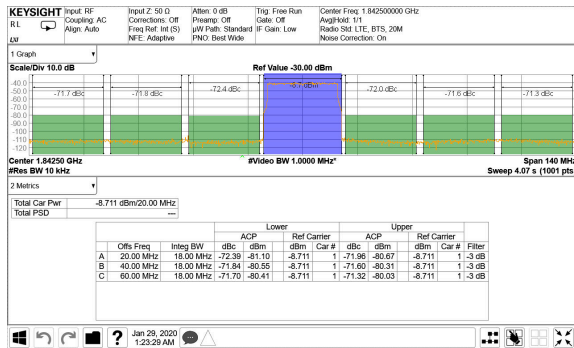 KEYSIGHT Input: RF Input Z: 50 Ω Atten: 0 dB Trig: Free Run Center Freq: 1.842500000 GHz
RL Coupling: AC Corrections: Off Preamp: Off Gate: Off Avg|Hold: 1/1
Align: Auto Freq Ref: Int (S) µW Path: Standard IF Gain: Low Radio Std: LTE, BTS, 20M
LXI NFE: Adaptive PNO: Best Wide Noise Correction: On
1 Graph
Scale/Div 10.0 dB Ref Value -30.00 dBm
-40.0
-50.0
-60.0
-70.0
-80.0
-90.0
-100
-110
-120
-71.7 dBc -71.8 dBc -72.4 dBc -72.0 dBc -71.6 dBc -71.3 dBc
Center 1.84250 GHz #Video BW 1.0000 MHz* Span 140 MHz
#Res BW 10 kHz Sweep 4.07 s (1001 pts)
2 Metrics
Total Car Pwr -8.711 dBm/20.00 MHz
Total PSD ---
Lower Upper
ACP Ref Carrier ACP Ref Carrier
Offs Freq Integ BW dBc dBm dBm Car # dBc dBm dBm Car # Filter
A 20.00 MHz 18.00 MHz -72.39 -81.10 -8.711 1 -71.96 -80.67 -8.711 1 -3 dB
B 40.00 MHz 18.00 MHz -71.84 -80.55 -8.711 1 -71.60 -80.31 -8.711 1 -3 dB
C 60.00 MHz 18.00 MHz -71.70 -80.41 -8.711 1 -71.32 -80.03 -8.711 1 -3 dB
? Jan 29, 2020
1:23:29 AM